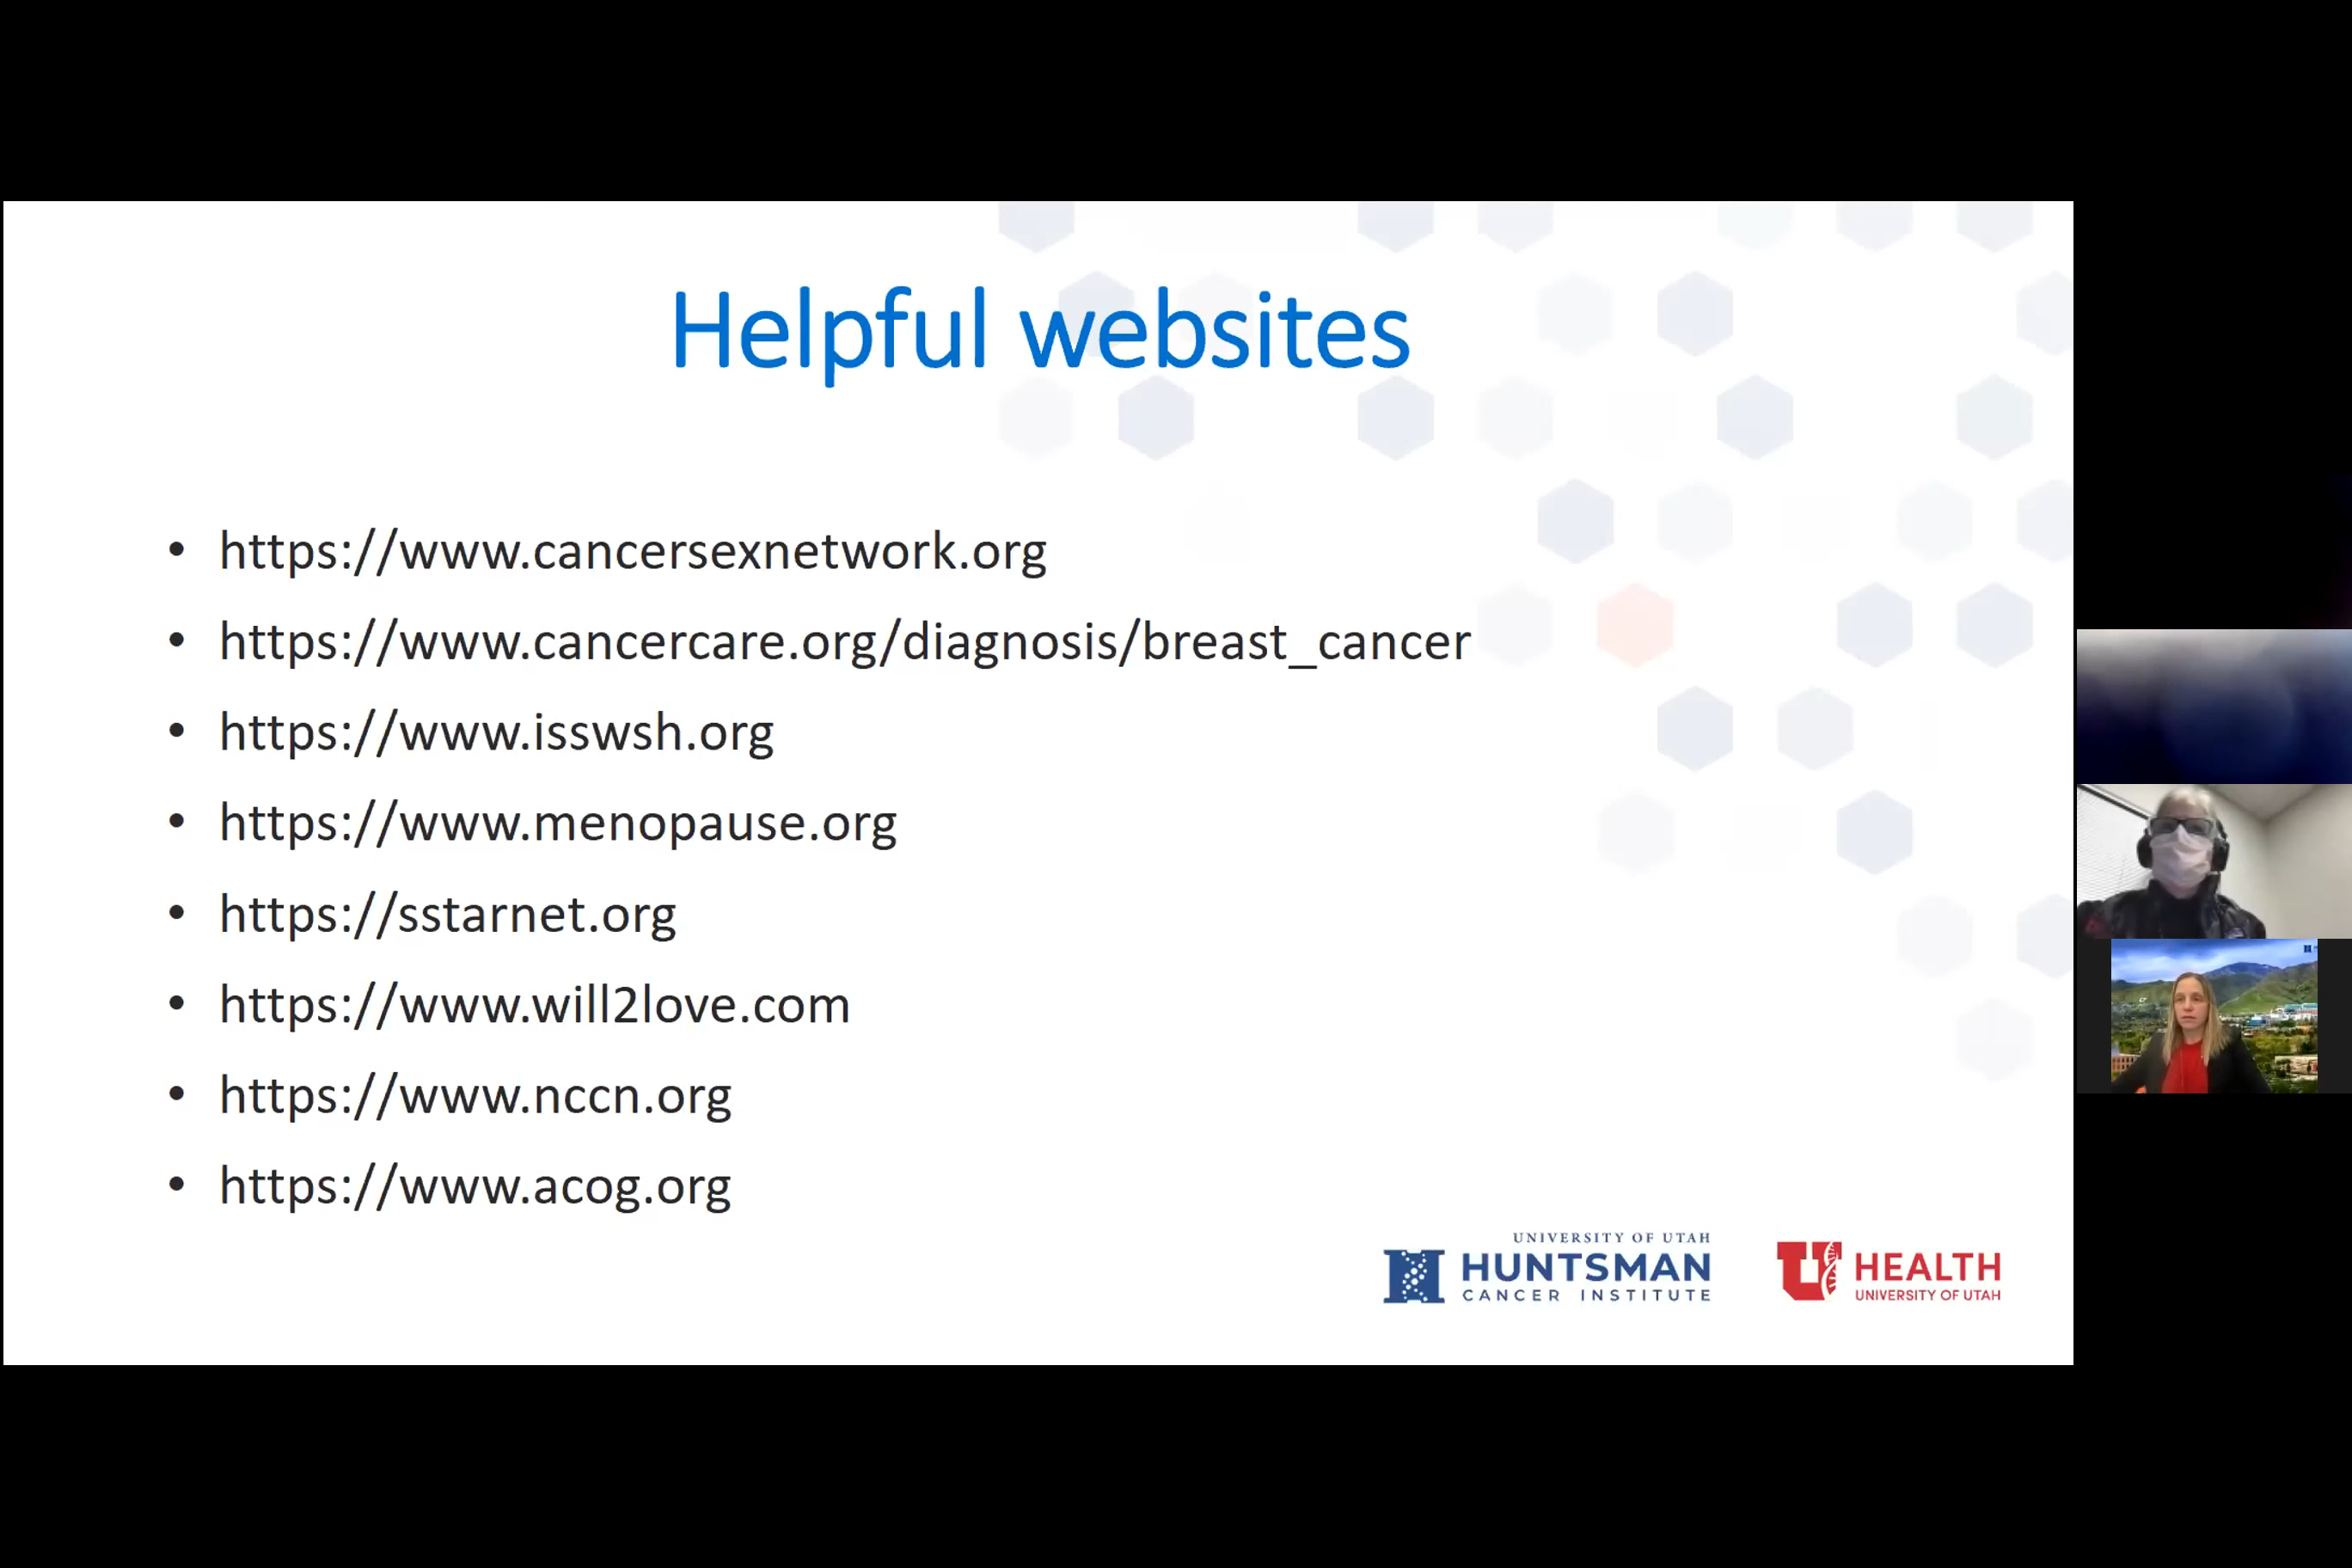 Helpful websites
• https://www.cancersexnetwork.org
• https://www.cancercare.org/diagnosis/breast_cancer
• https://www.isswsh.org
• https://www.menopause.org
• https://sstarnet.org
• https://www.will2love.com
• https://www.nccn.org
• https://www.acog.org
UNIVERSITY OF UTAH
HUNTSMAN
CANCER INSTITUTE
U HEALTH
UNIVERSITY OF UTAH